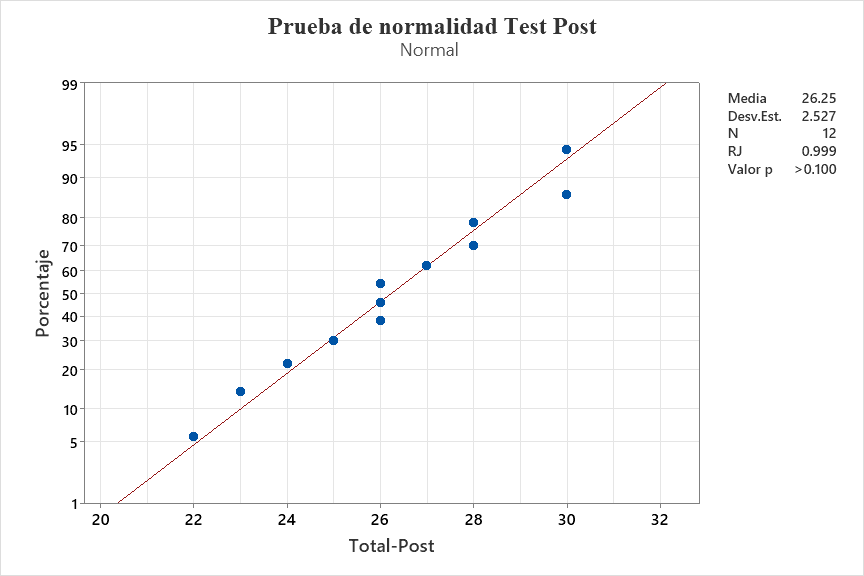 Prueba de normalidad Test Post
Normal
Media 26.25
Desv.Est. 2.527
N 12
RJ 0.999
Valor p >0.100
Porcentaje
99
95
90
80
70
60
50
40
30
20
10
5
1
20 22 24 26 28 30 32
Total-Post